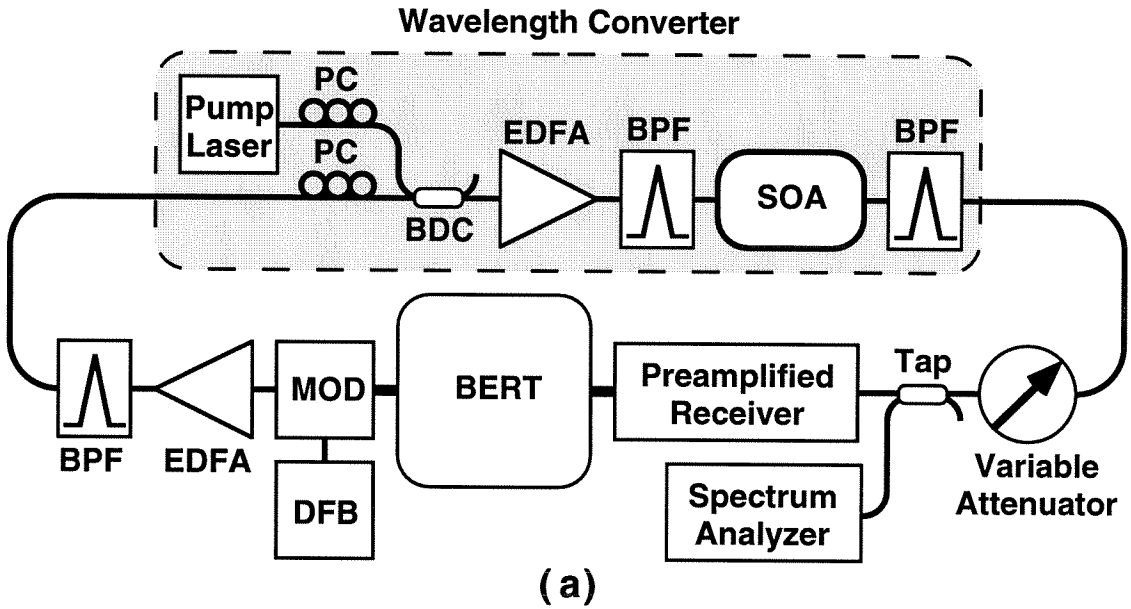 Wavelength Converter
PC
Pump
Laser
PC
BDC
EDFA
BPF
SOA
BPF
BPF
EDFA
MOD
DFB
BERT
Preamplified
Receiver
Tap
Spectrum
Analyzer
Variable
Attenuator
(a)